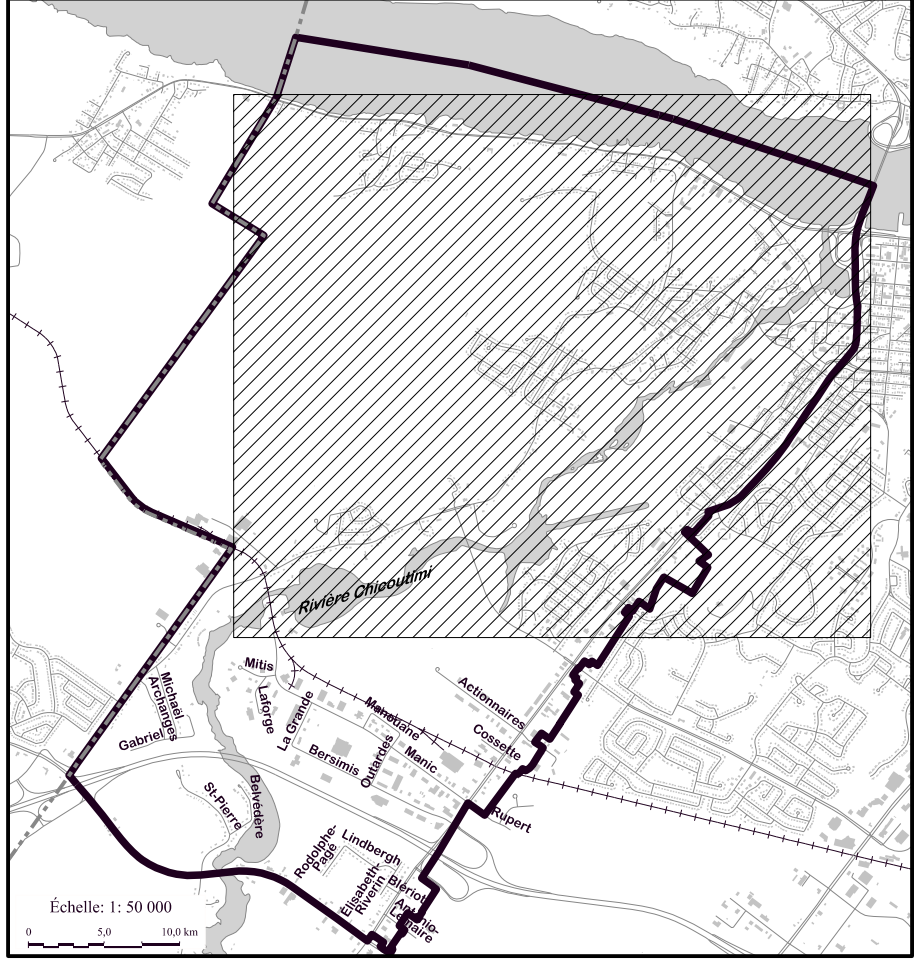 Rivière Chicoutimi
Mitis
Laforge
La Grande
Michaël
Archanges
Gabriel
Mahouane
Actionnaires
Cossette
Bersimis
Outardes
Manic
St-Pierre
Belvédère
Rupert
Rodolphe-
Pagé
Lindbergh
Élisabeth-
Riverin
Blériot
Antonio-
Lemaire
Échelle: 1: 50 000
0 5,0 10,0 km